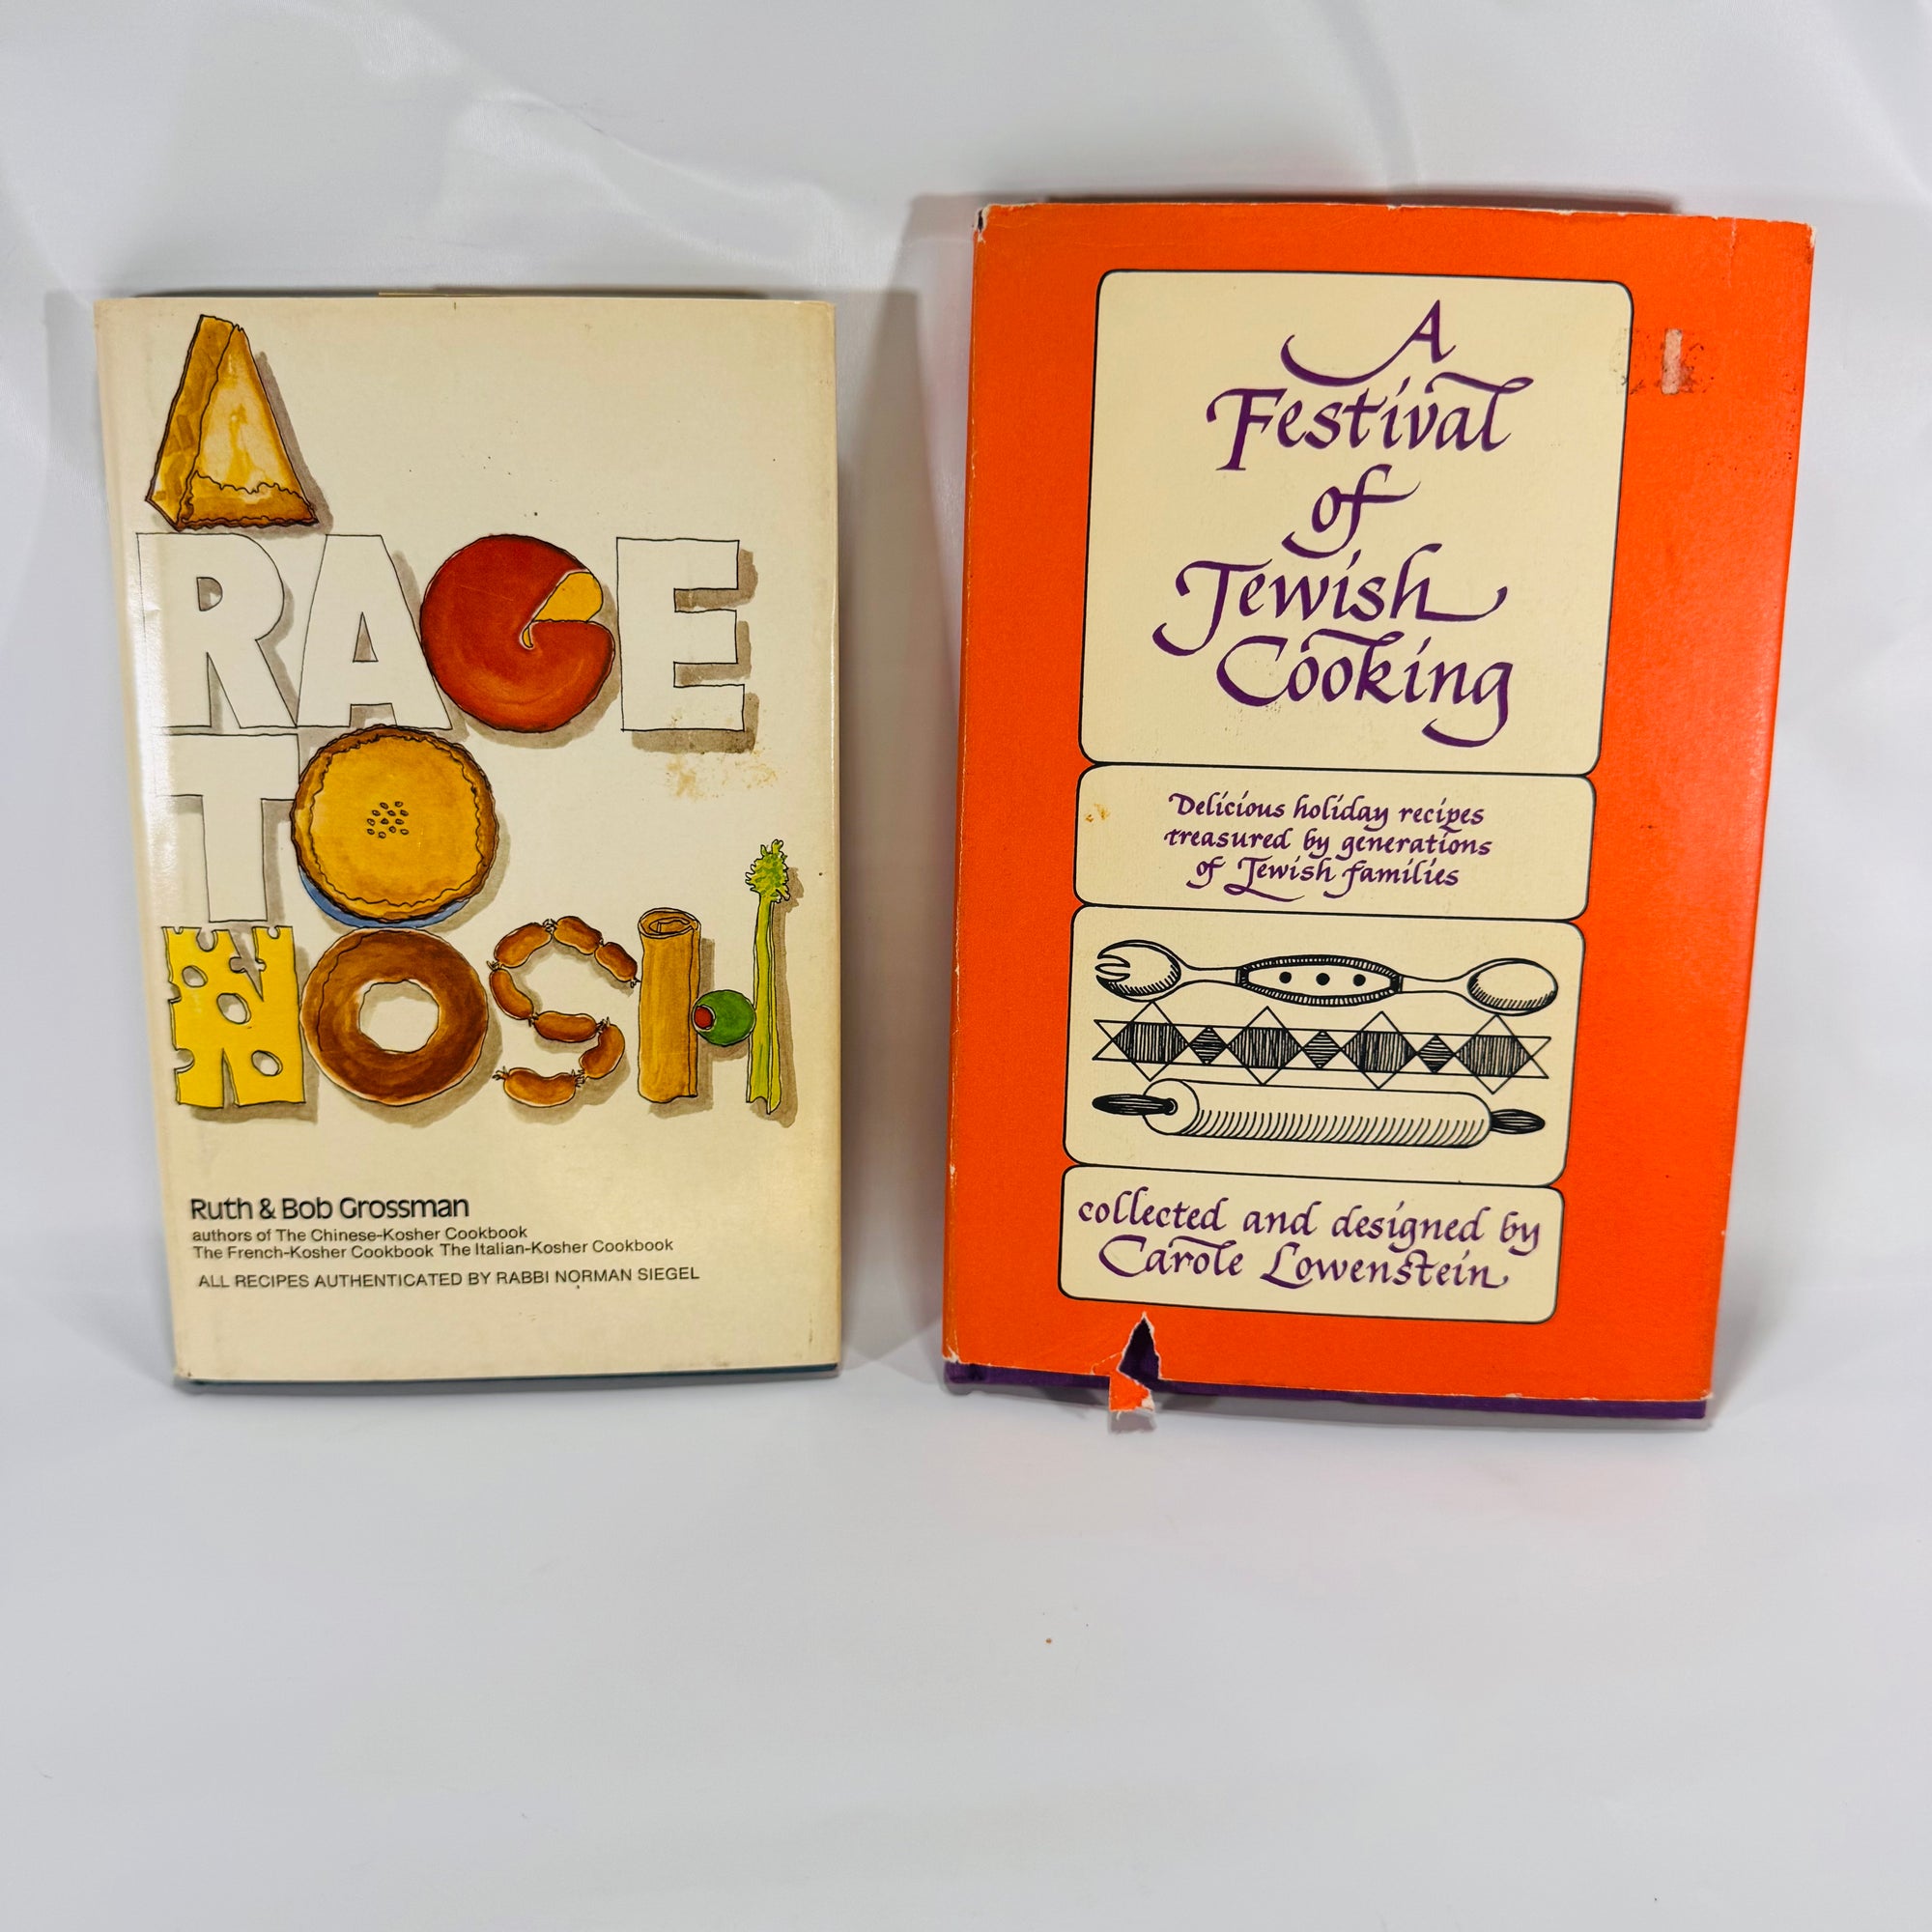 A
RAGE
TO
NOSH
Ruth & Bob Grossman
authors of The Chinese-Kosher Cookbook
The French-Kosher Cookbook The Italian-Kosher Cookbook
ALL RECIPES AUTHENTICATED BY RABBI NORMAN SIEGEL
A
Festival
of
Jewish
Cooking
Delicious holiday recipes
treasured by generations
of Jewish families
collected and designed by
Carole Lowenstein